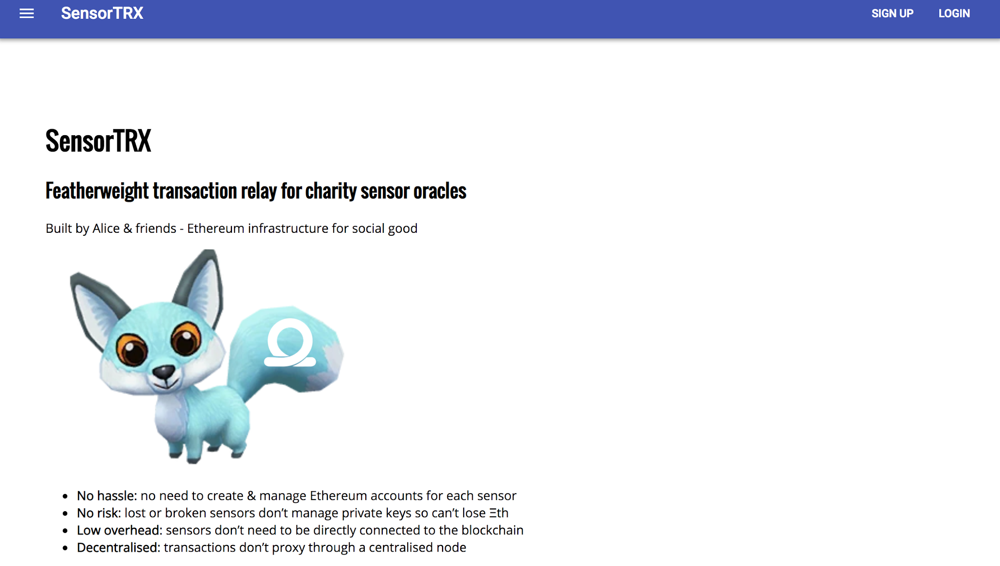 SensorTRX
SIGN UP
LOGIN
SensorTRX
Featherweight transaction relay for charity sensor oracles
Built by Alice & friends - Ethereum infrastructure for social good
• No hassle: no need to create & manage Ethereum accounts for each sensor
• No risk: lost or broken sensors don’t manage private keys so can’t lose Ξth
• Low overhead: sensors don’t need to be directly connected to the blockchain
• Decentralised: transactions don’t proxy through a centralised node